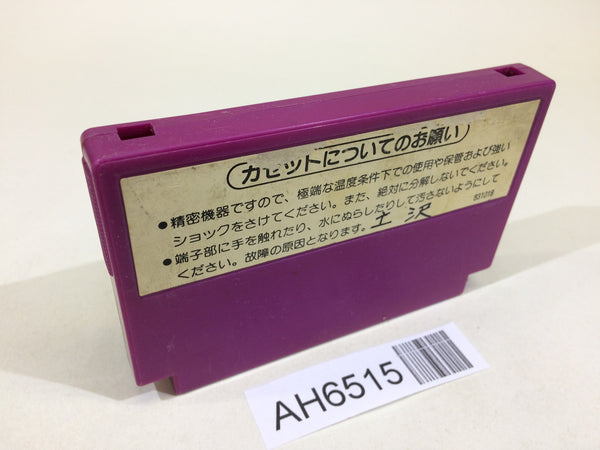 カセットについてのお願い
●精密機器ですので、極端な温度条件下での使用や保管および強い
ショックをさけてください。また、絶対に分解しないでください。
●端子部に手を触れたり、水にぬらしたりして汚さないようにして
ください。故障の原因となります。
土沢
831018
AH6515